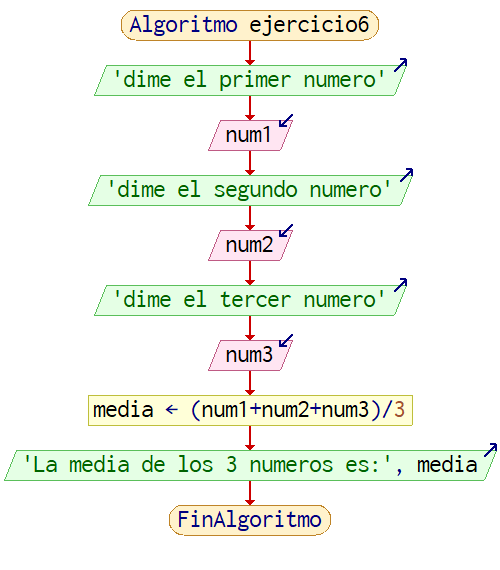 Algoritmo ejercicio6
'dime el primer numero'
num1
'dime el segundo numero'
num2
'dime el tercer numero'
num3
media ← (num1+num2+num3)/3
'La media de los 3 numeros es:', media
FinAlgoritmo